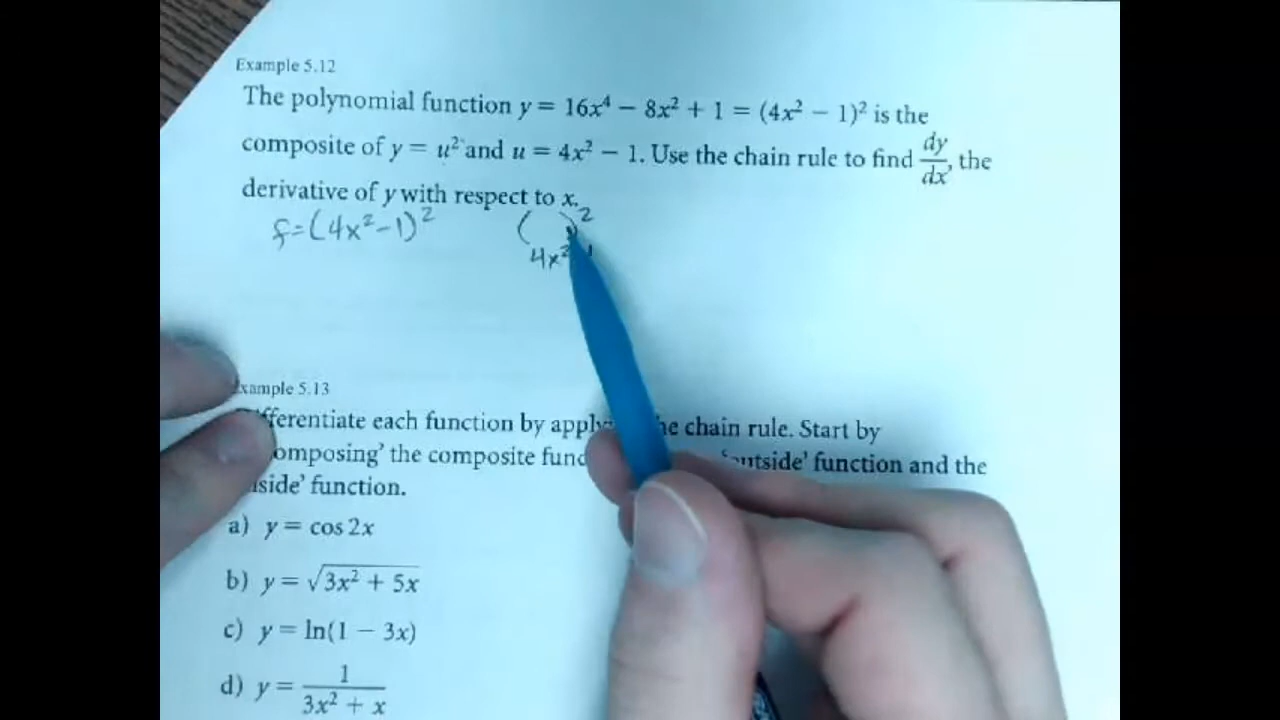 Example 5.12
The polynomial function y = 16x⁴ − 8x² + 1 = (4x² − 1)² is the
composite of y = u² and u = 4x² − 1. Use the chain rule to find dy/dx, the
derivative of y with respect to x.
f=(4x²-1)² ( )²
4x²
xample 5.13
fferentiate each function by apply he chain rule. Start by
omposing' the composite func 'outside' function and the
side' function.
a) y = cos 2x
b) y = √(3x² + 5x)
c) y = ln(1 − 3x)
d) y = 1/(3x² + x)